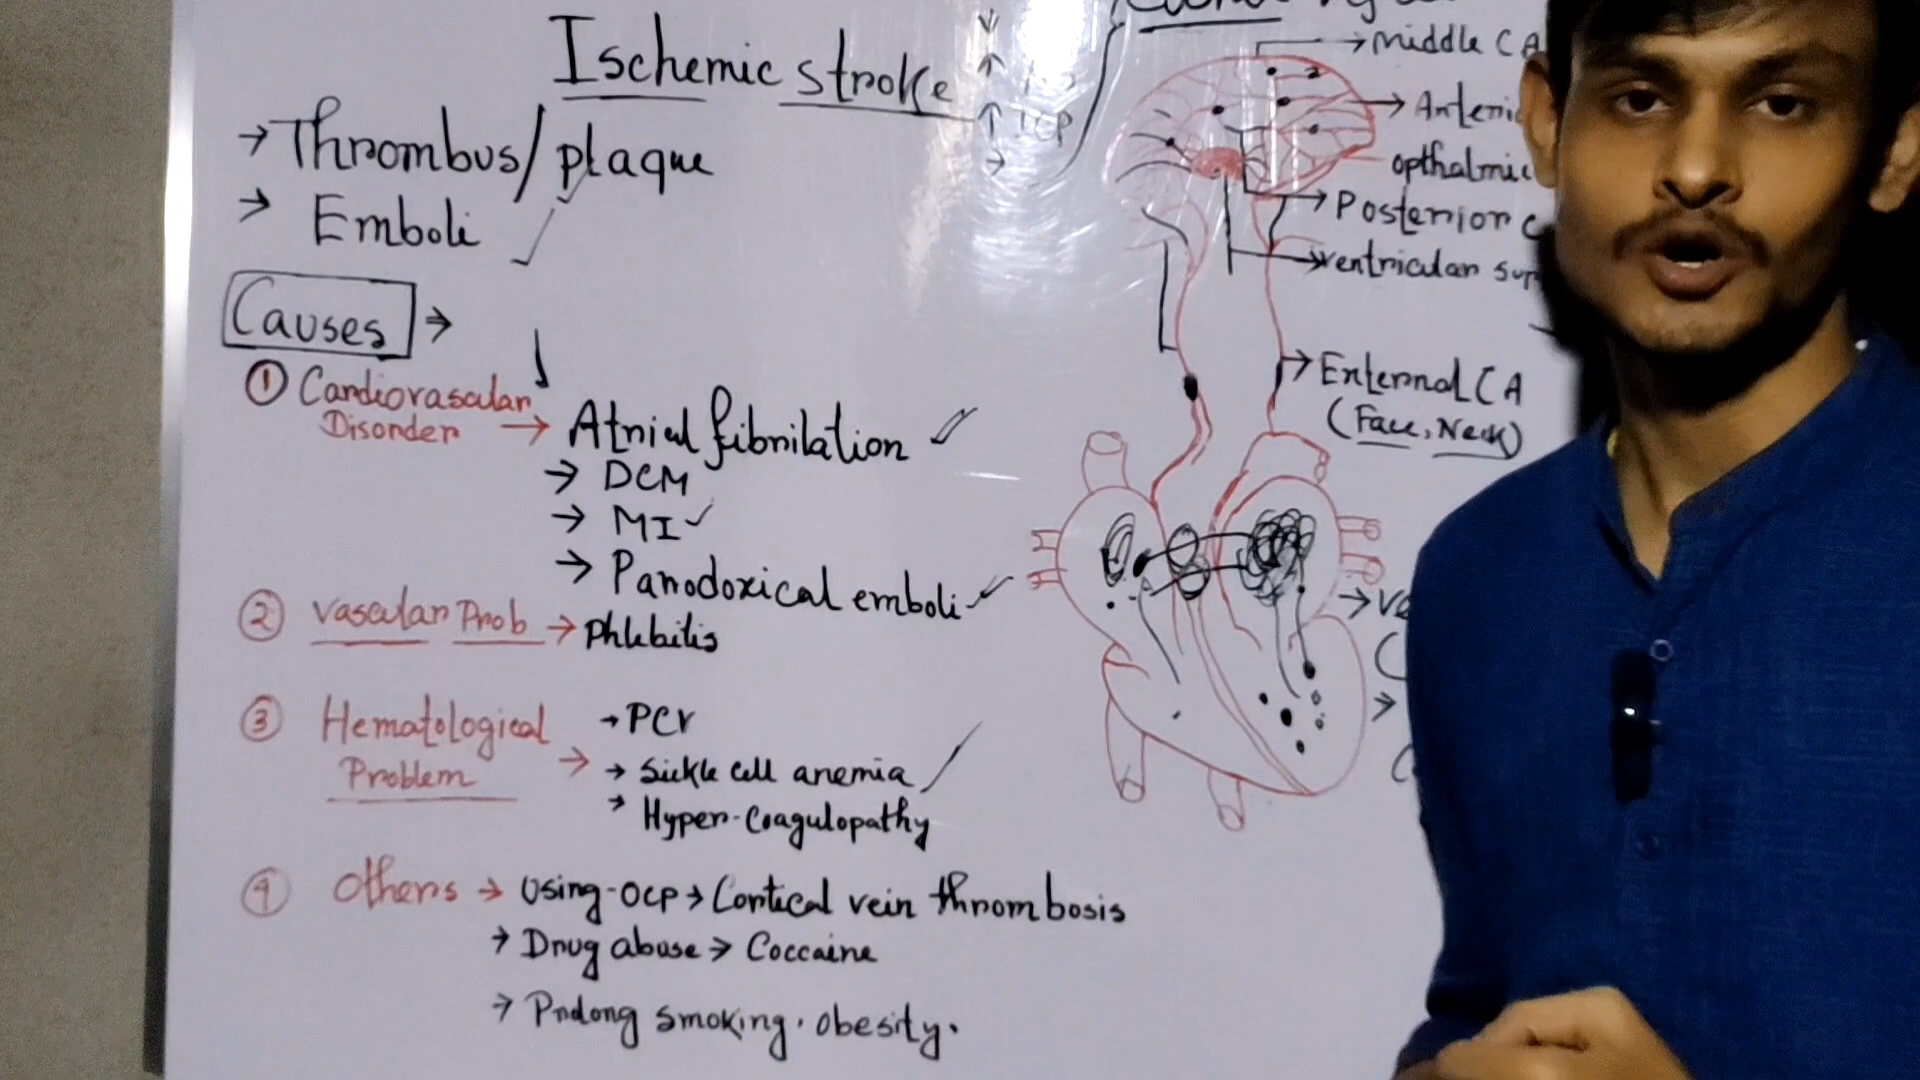 Ischemic stroke
→ Thrombus/plaque
→ Emboli
Causes →
① Cardiovascular
Disorder → Atrial fibrilation
→ DCM
→ MI
→ Parodoxical emboli
② Vascular Prob → Phlebitis
③ Hematological
Problem →
→ PCV
→ Sickle cell anemia
→ Hyper-Coagulopathy
④ Others → Using-OCP → Cortical vein thrombosis
→ Drug abuse → Coccaine
→ Prolong smoking. obesity.
↑ ICP
→ Middle CA
→
opthalmic
→ Posterior
→ ventricular
→ External CA
(Face, Neck)